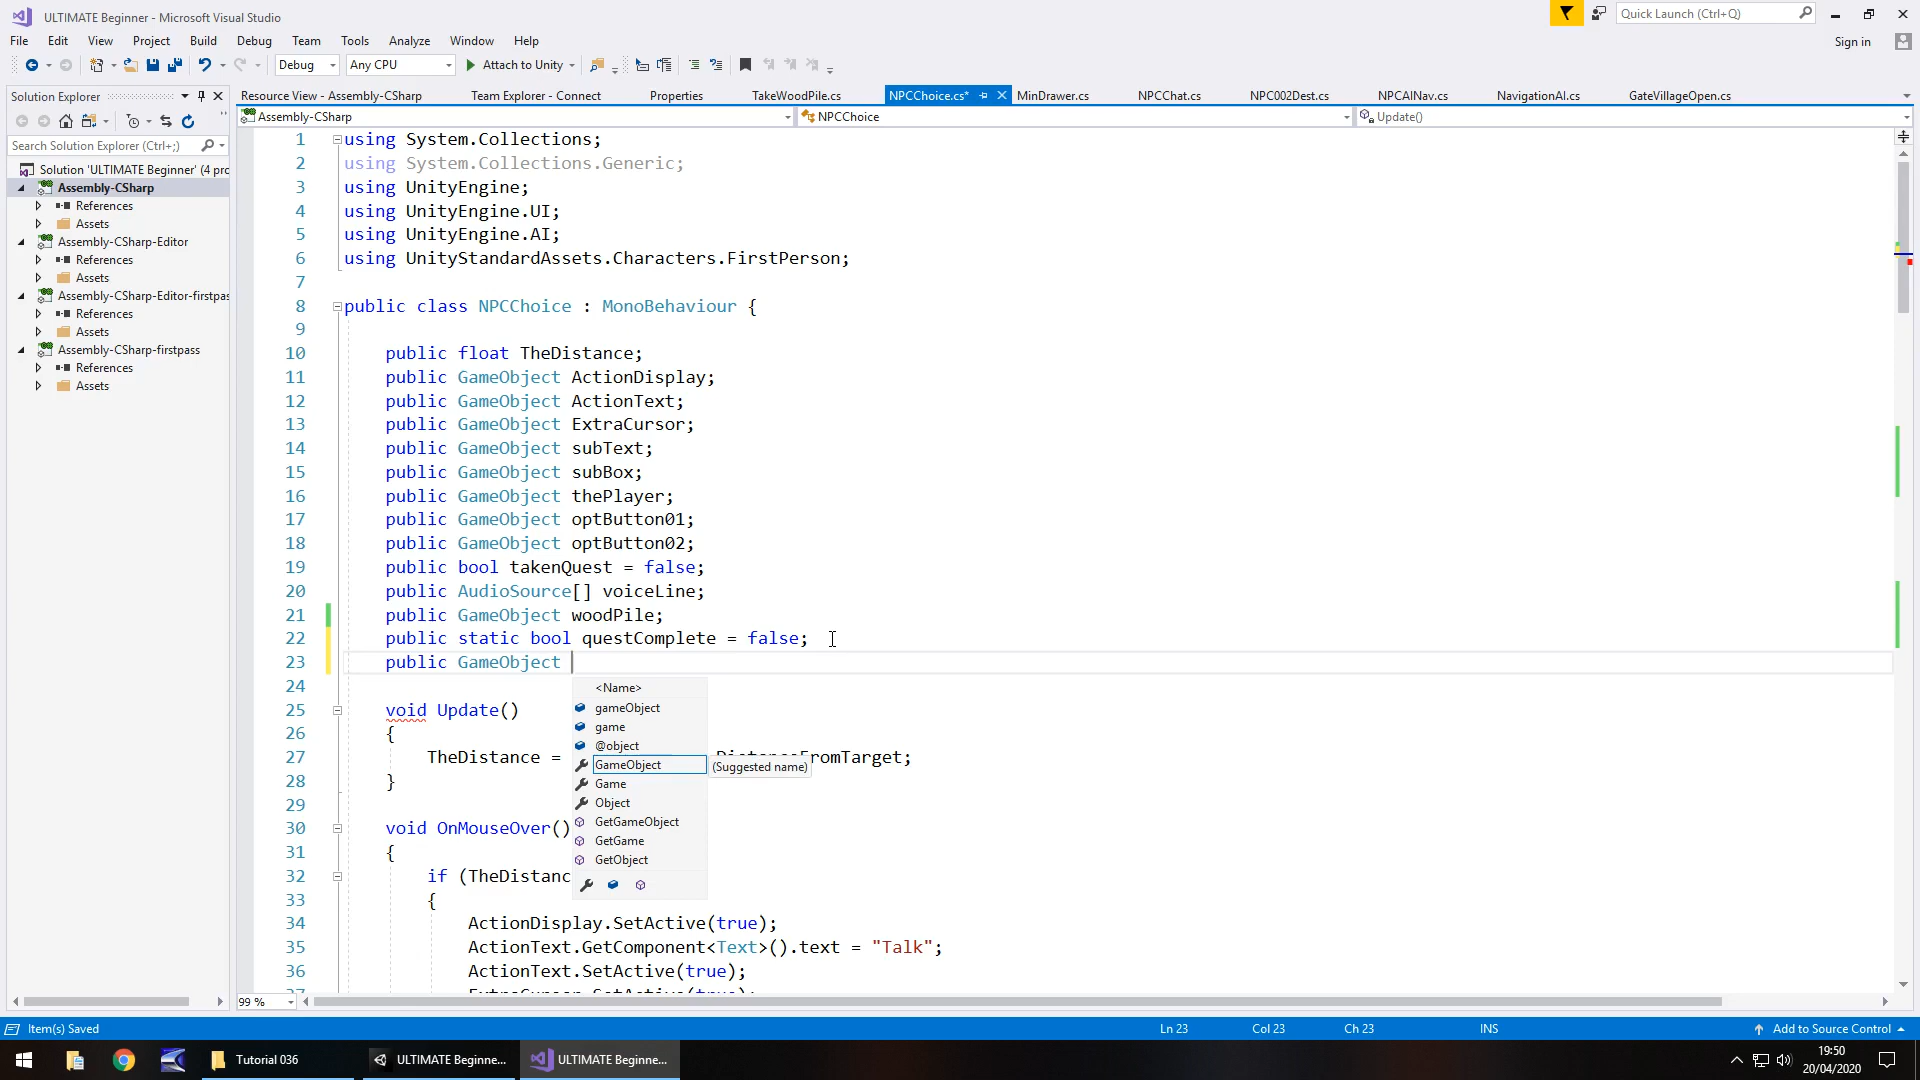 ULTIMATE Beginner - Microsoft Visual Studio
Quick Launch (Ctrl+Q)
File Edit View Project Build Debug Team Tools Analyze Window Help
Sign in
Debug Any CPU Attach to Unity
Solution Explorer
Resource View - Assembly-CSharp Team Explorer - Connect Properties TakeWoodPile.cs NPCChoice.cs* MinDrawer.cs NPCChat.cs NPC002Dest.cs NPCAINav.cs NavigationAI.cs GateVillageOpen.cs
Assembly-CSharp NPCChoice Update()
Search Solution Explorer (Ctrl+;)
Solution 'ULTIMATE Beginner' (4 pro
Assembly-CSharp
References
Assets
Assembly-CSharp-Editor
References
Assets
Assembly-CSharp-Editor-firstpas
References
Assets
Assembly-CSharp-firstpass
References
Assets
1 using System.Collections;
2 using System.Collections.Generic;
3 using UnityEngine;
4 using UnityEngine.UI;
5 using UnityEngine.AI;
6 using UnityStandardAssets.Characters.FirstPerson;
7
8 public class NPCChoice : MonoBehaviour {
9
10 public float TheDistance;
11 public GameObject ActionDisplay;
12 public GameObject ActionText;
13 public GameObject ExtraCursor;
14 public GameObject subText;
15 public GameObject subBox;
16 public GameObject thePlayer;
17 public GameObject optButton01;
18 public GameObject optButton02;
19 public bool takenQuest = false;
20 public AudioSource[] voiceLine;
21 public GameObject woodPile;
22 public static bool questComplete = false;
23 public GameObject
24
25 void Update()
26 {
27 TheDistance = DistanceFromTarget;
28 }
29
30 void OnMouseOver()
31 {
32 if (TheDistanc
33 {
34 ActionDisplay.SetActive(true);
35 ActionText.GetComponent<Text>().text = "Talk";
36 ActionText.SetActive(true);
<Name>
gameObject
game
@object
GameObject (Suggested name)
Game
Object
GetGameObject
GetGame
GetObject
99 %
Item(s) Saved Ln 23 Col 23 Ch 23 INS Add to Source Control
Tutorial 036 ULTIMATE Beginne... ULTIMATE Beginne...
19:50
20/04/2020